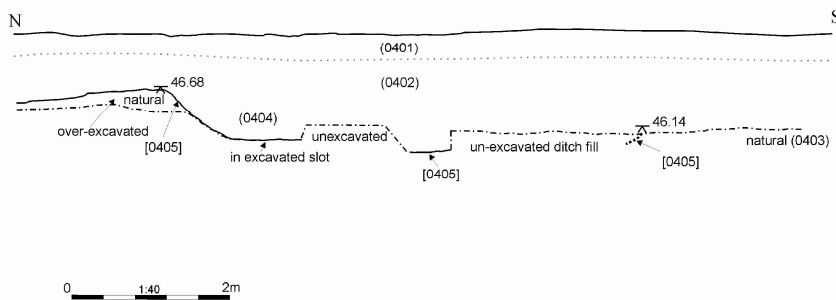 N S
(0401)
(0402)
46.68
natural
(0404)
over-excavated
[0405]
in excavated slot
unexcavated
[0405]
un-excavated ditch fill
46.14
[0405]
natural (0403)
0 1:40 2m